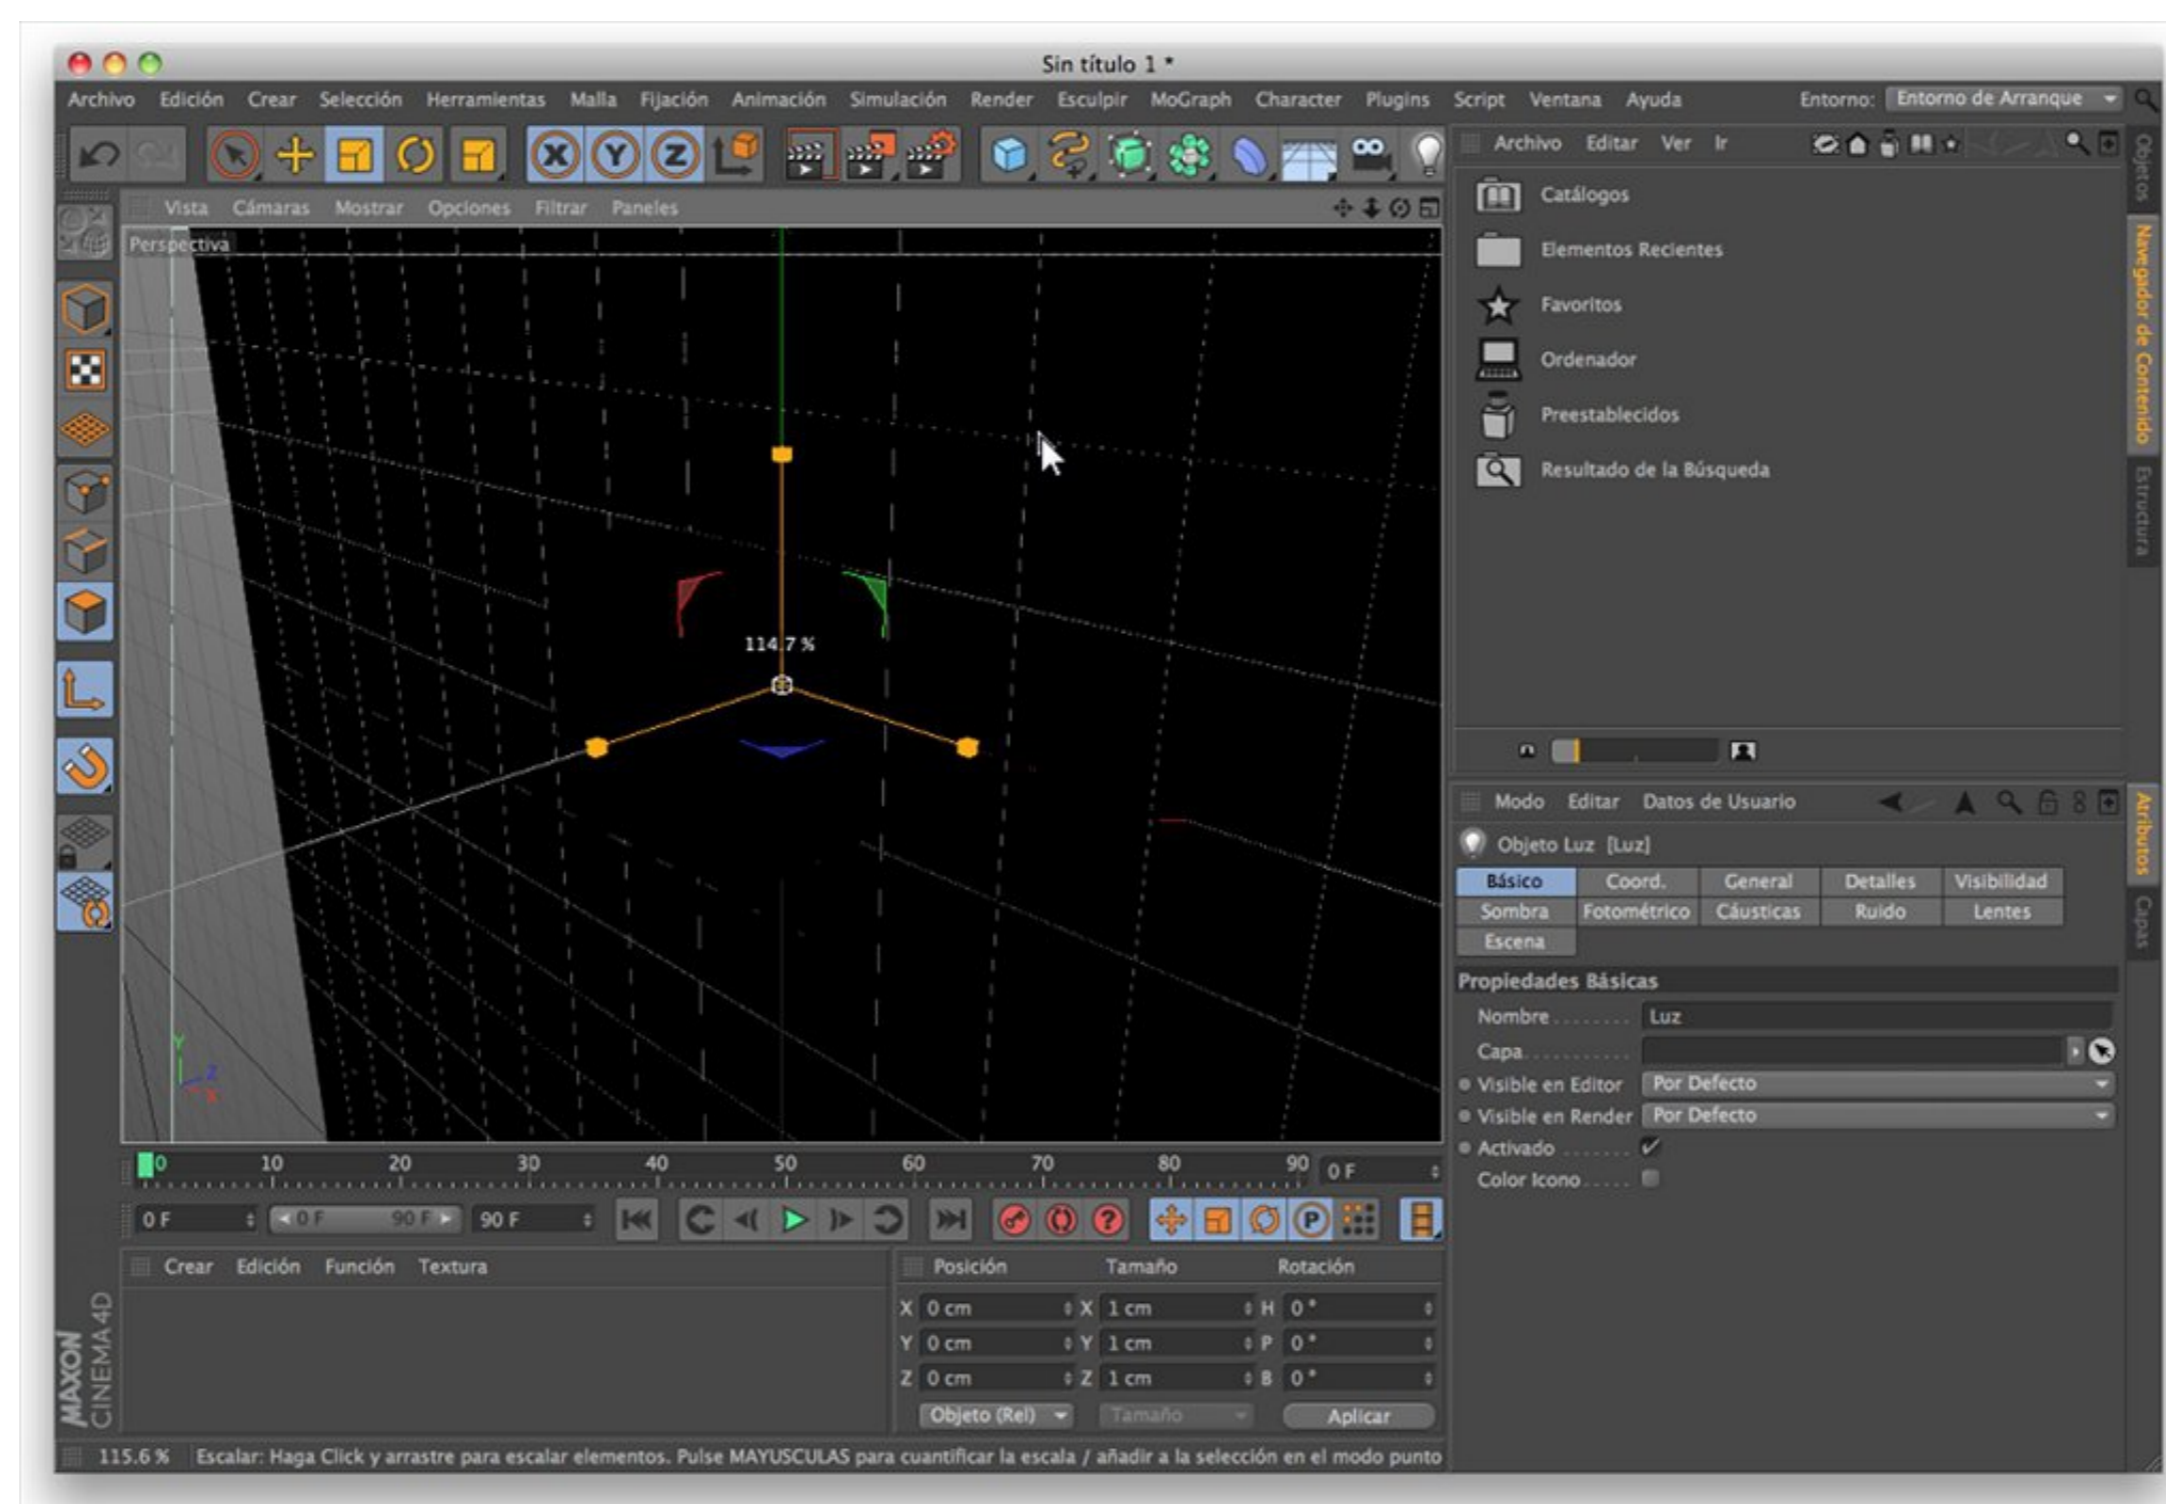 Sin título 1 *
Archivo Edición Crear Selección Herramientas Malla Fijación Animación Simulación Render Esculpir MoGraph Character Plugins Script Ventana Ayuda Entorno: Entorno de Arranque
X Y Z
Archivo Editar Ver Ir
Objetos
Navegador de Contenido
Estructura
Vista Cámaras Mostrar Opciones Filtrar Paneles
Perspectiva
Catálogos
Elementos Recientes
Favoritos
Ordenador
Preestablecidos
Resultado de la Búsqueda
114.7 %
Y
Z
X
Modo Editar Datos de Usuario
Atributos
Capas
Objeto Luz [Luz]
Básico Coord. General Detalles Visibilidad
Sombra Fotométrico Cáusticas Ruido Lentes
Escena
Propiedades Básicas
Nombre ........ Luz
Capa...........
Visible en Editor Por Defecto
Visible en Render Por Defecto
Activado .......
Color Icono .....
0 10 20 30 40 50 60 70 80 90 0 F
0 F 0 F 90 F 90 F
? P
Crear Edición Función Textura
Posición Tamaño Rotación
X 0 cm X 1 cm H 0 °
Y 0 cm Y 1 cm P 0 °
Z 0 cm Z 1 cm B 0 °
Objeto (Rel) Tamaño Aplicar
MAXON
CINEMA 4D
115.6 % Escalar: Haga Click y arrastre para escalar elementos. Pulse MAYUSCULAS para cuantificar la escala / añadir a la selección en el modo punto